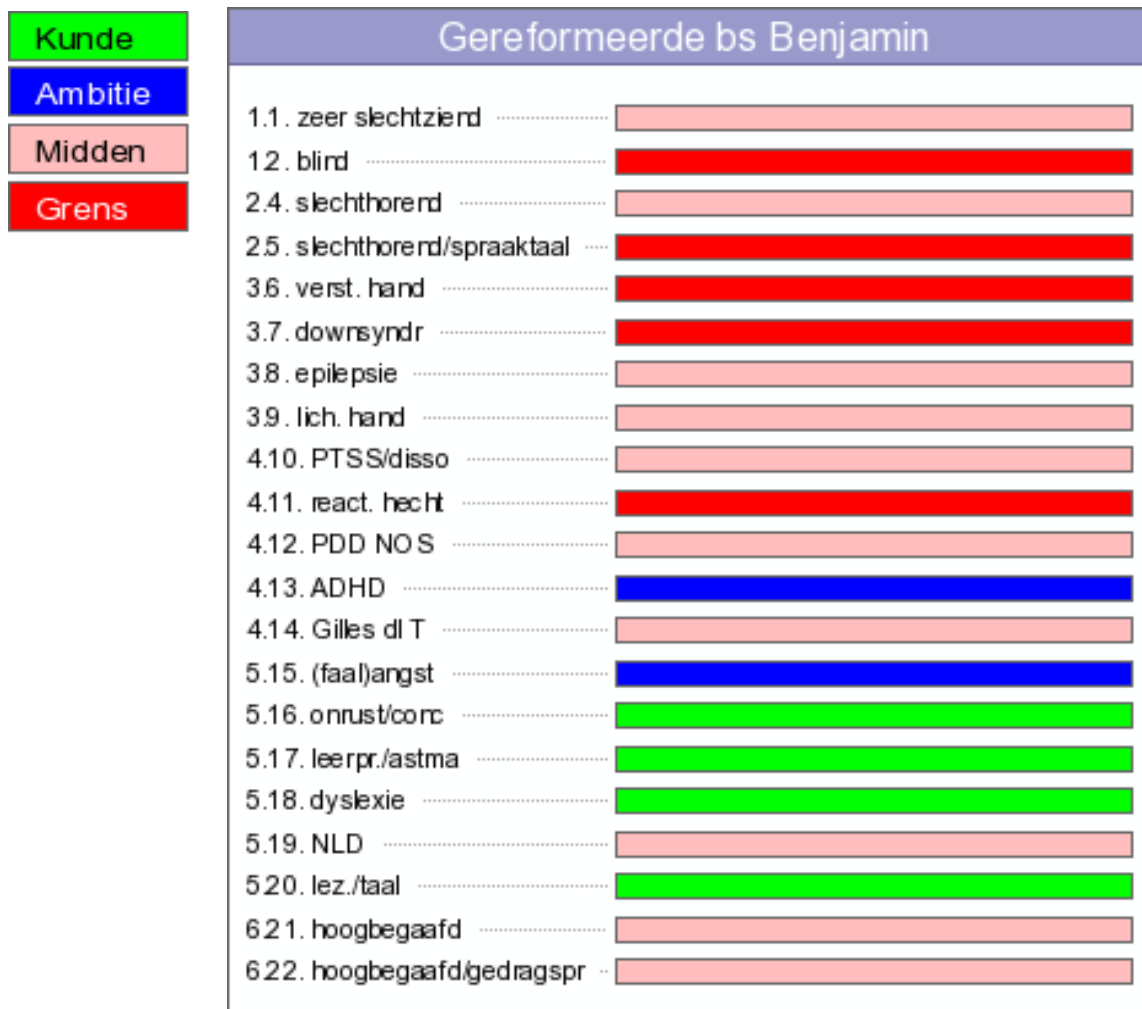 Kunde
Ambitie
Midden
Grens
Gereformeerde bs Benjamin
1.1. zeer slechtziend
1.2. blind
2.4. slechthorend
2.5. slechthorend/spraaktaal
3.6. verst. hand
3.7. downsyndr
3.8. epilepsie
3.9. lich. hand
4.10. PTSS/disso
4.11. react. hecht
4.12. PDD NOS
4.13. ADHD
4.14. Gilles dl T
5.15. (faal)angst
5.16. onrust/conc
5.17. leerpr./astma
5.18. dyslexie
5.19. NLD
5.20. lez./taal
6.21. hoogbegaafd
6.22. hoogbegaafd/gedragspr